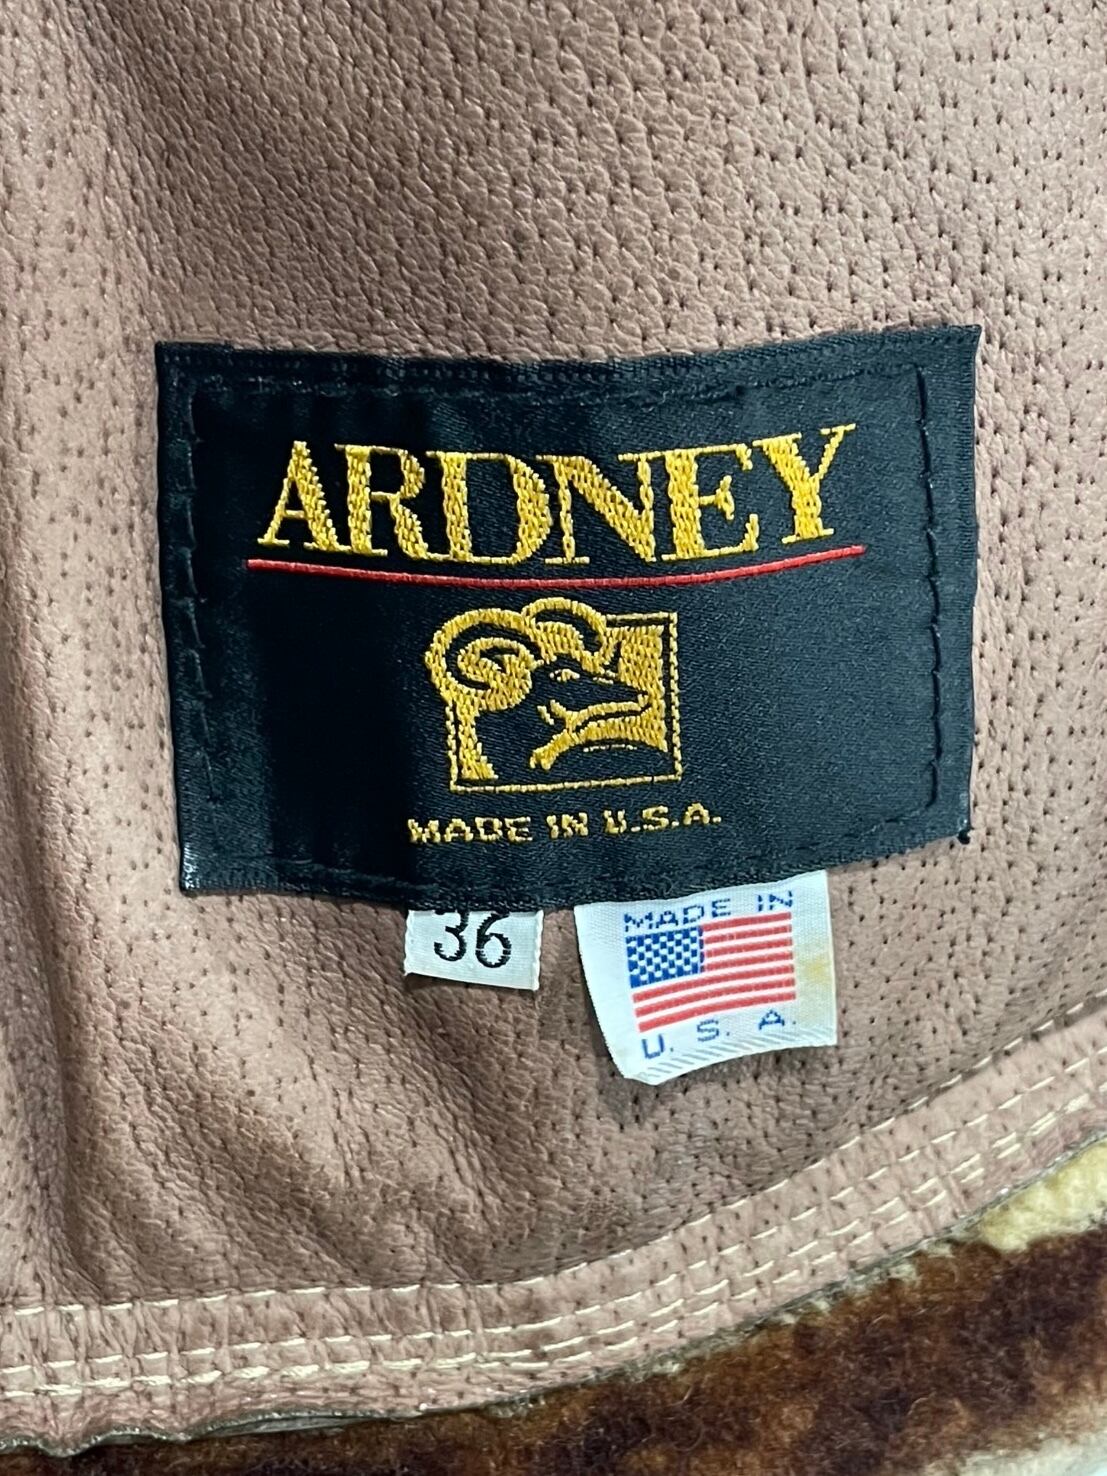 ARDNEY
MADE IN U.S.A.
36
MADE IN
U. S. A.